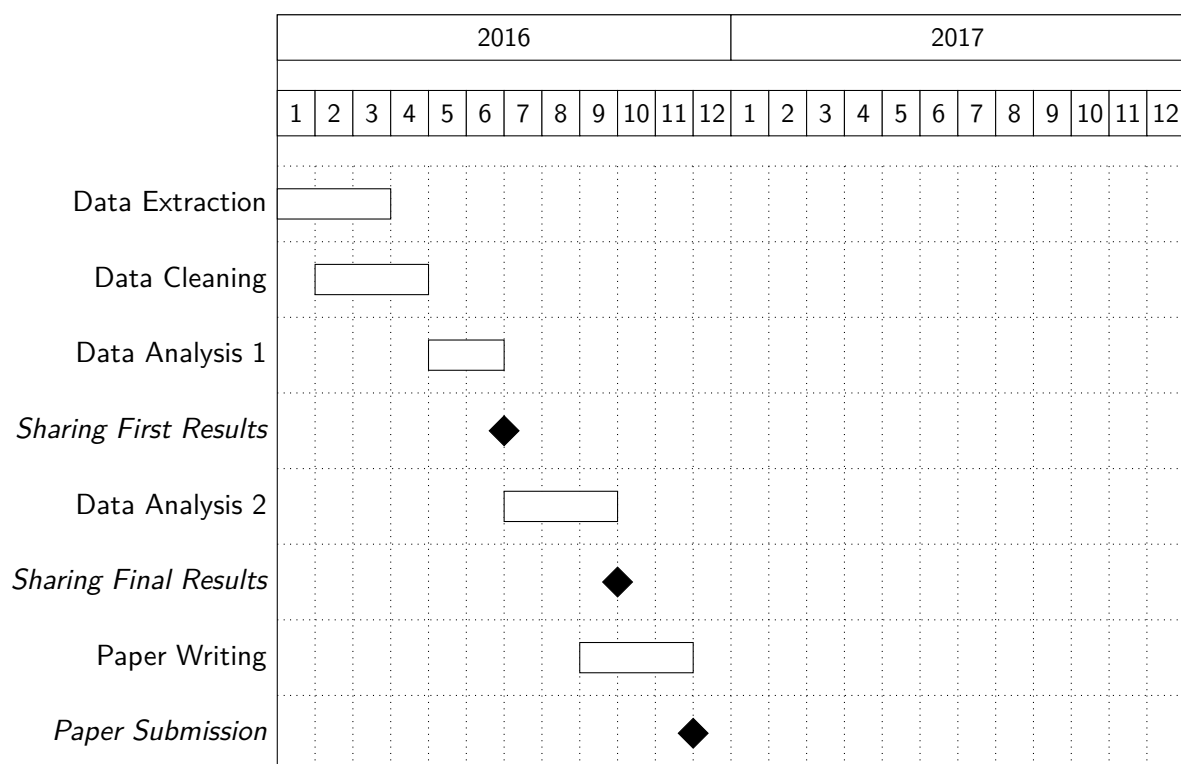 2016 2017
1 2 3 4 5 6 7 8 9 10 11 12 1 2 3 4 5 6 7 8 9 10 11 12
Data Extraction
Data Cleaning
Data Analysis 1
Sharing First Results
Data Analysis 2
Sharing Final Results
Paper Writing
Paper Submission